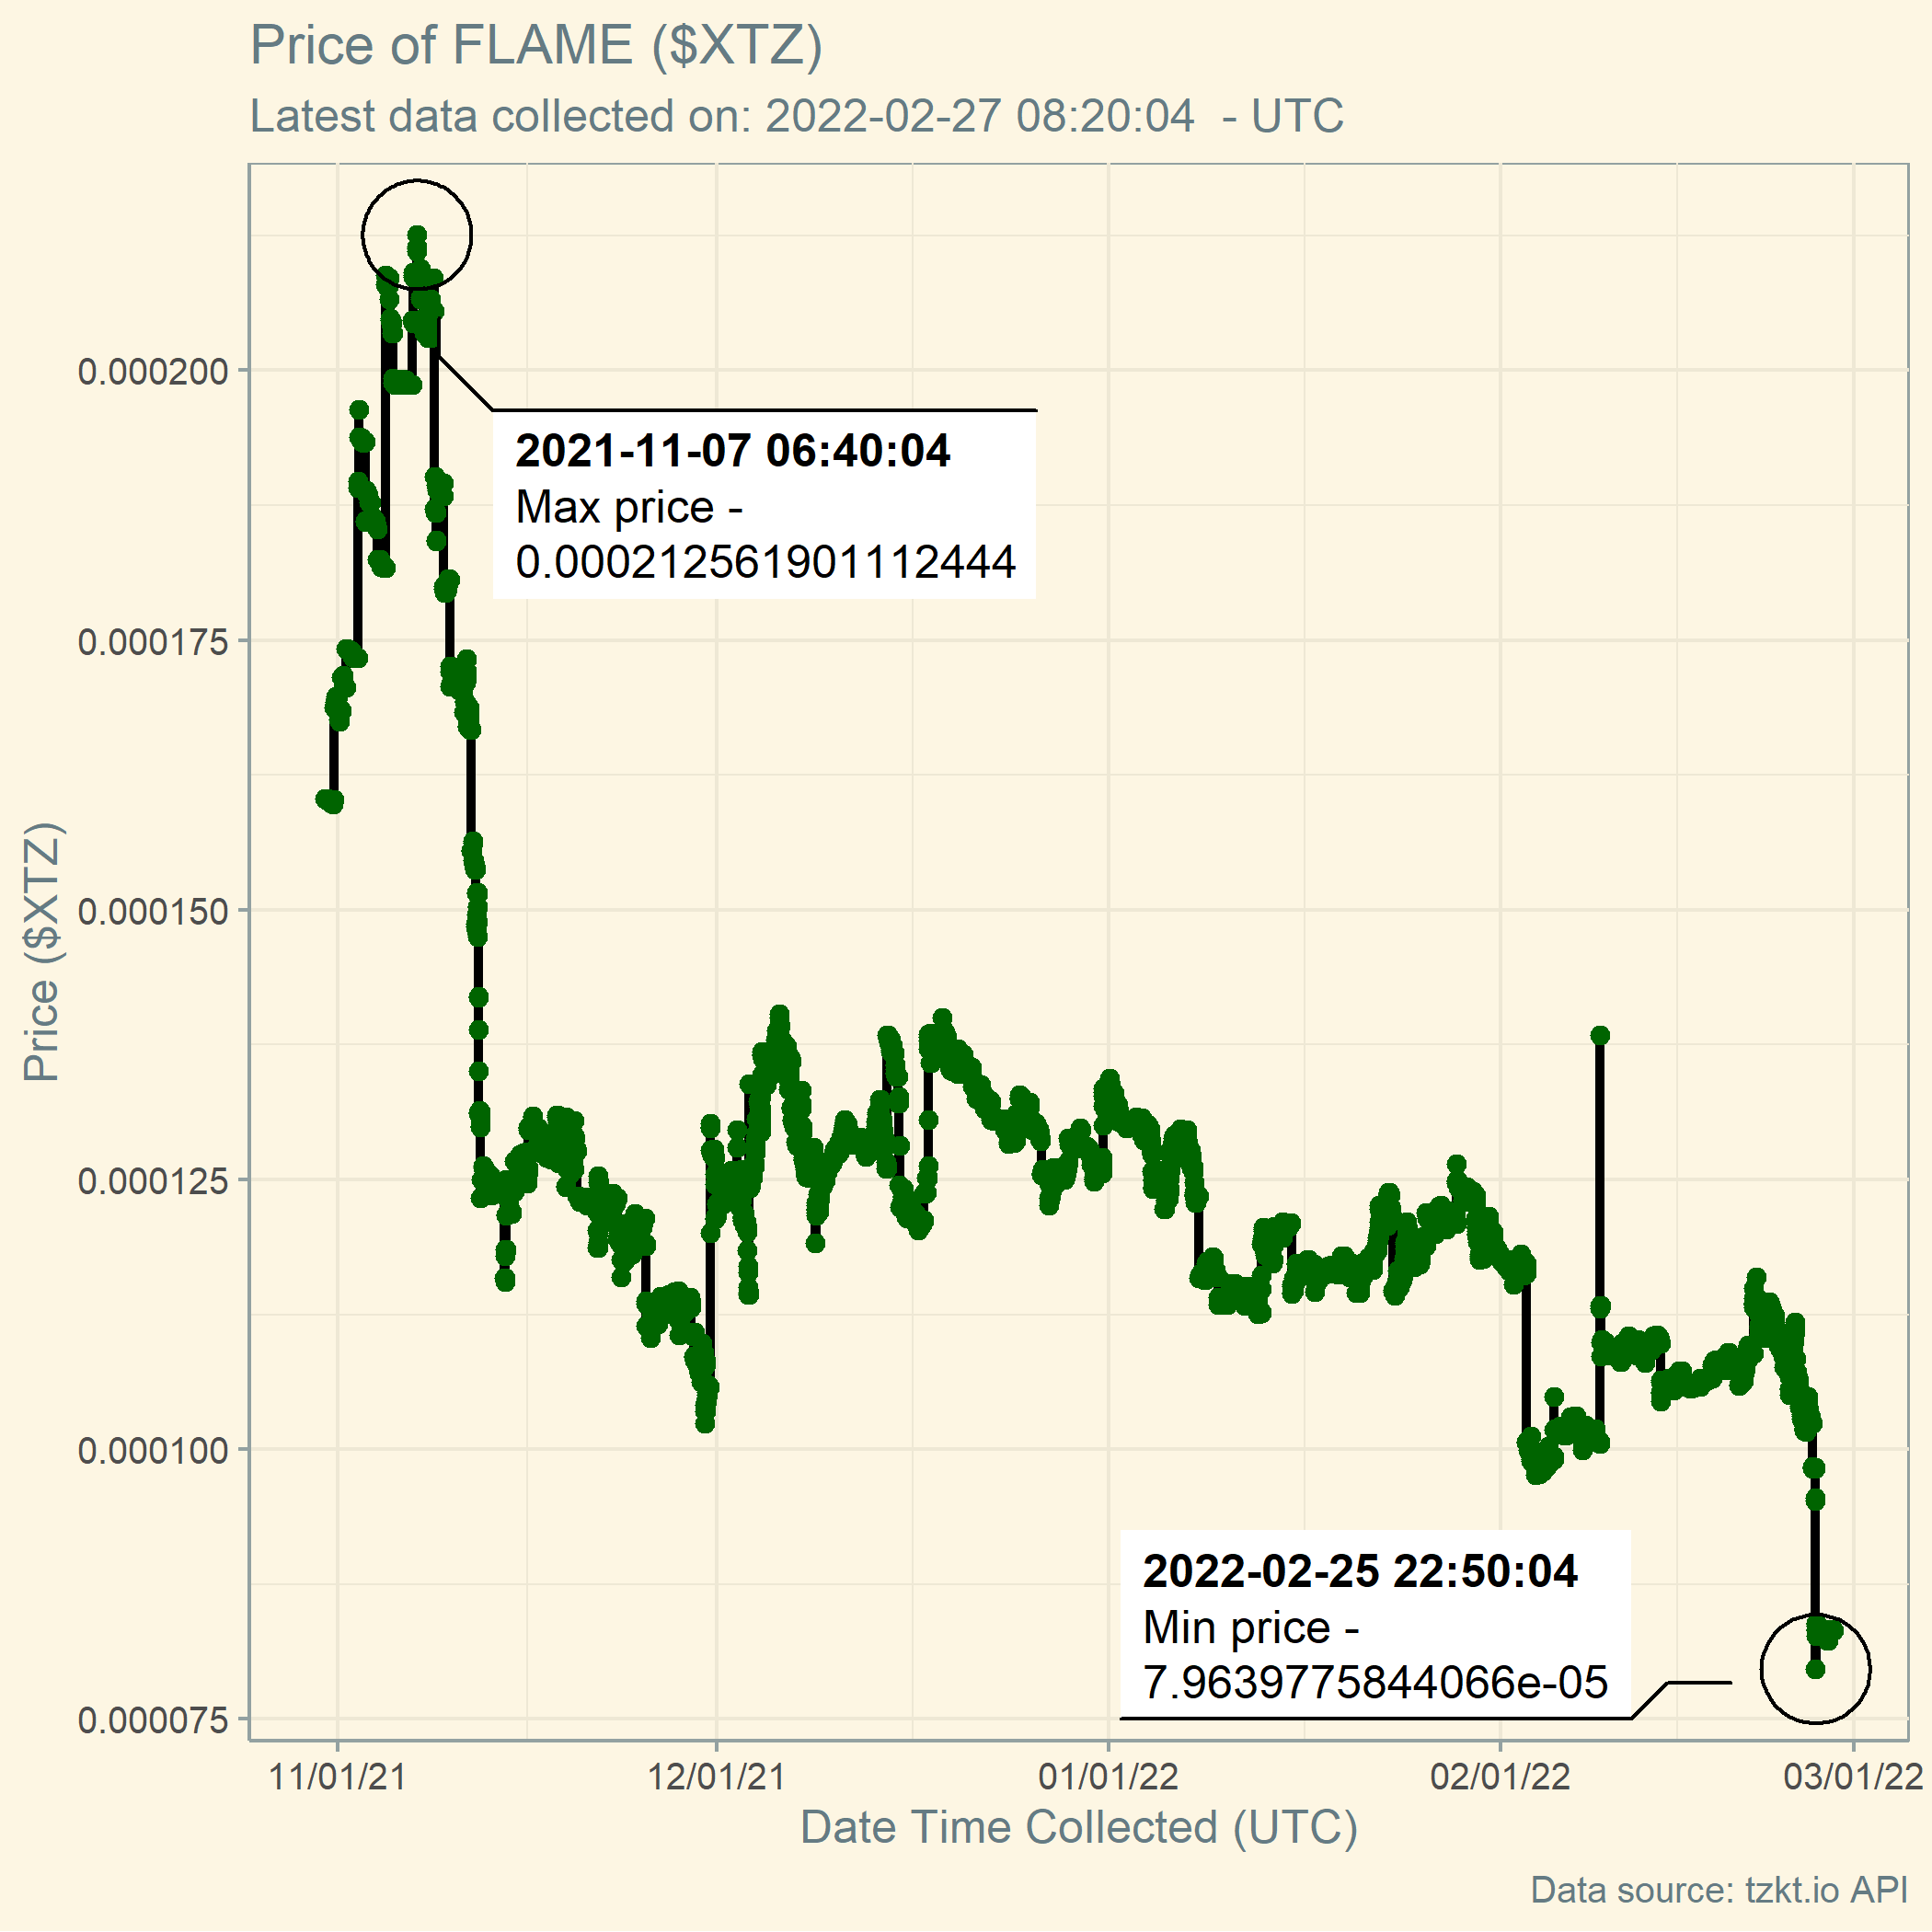 Price of FLAME ($XTZ)
Latest data collected on: 2022-02-27 08:20:04  - UTC
Price ($XTZ)
0.000200
0.000175
0.000150
0.000125
0.000100
0.000075
2021-11-07 06:40:04
Max price -
0.000212561901112444
2022-02-25 22:50:04
Min price -
7.9639775844066e-05
11/01/21
12/01/21
01/01/22
02/01/22
03/01/22
Date Time Collected (UTC)
Data source: tzkt.io API